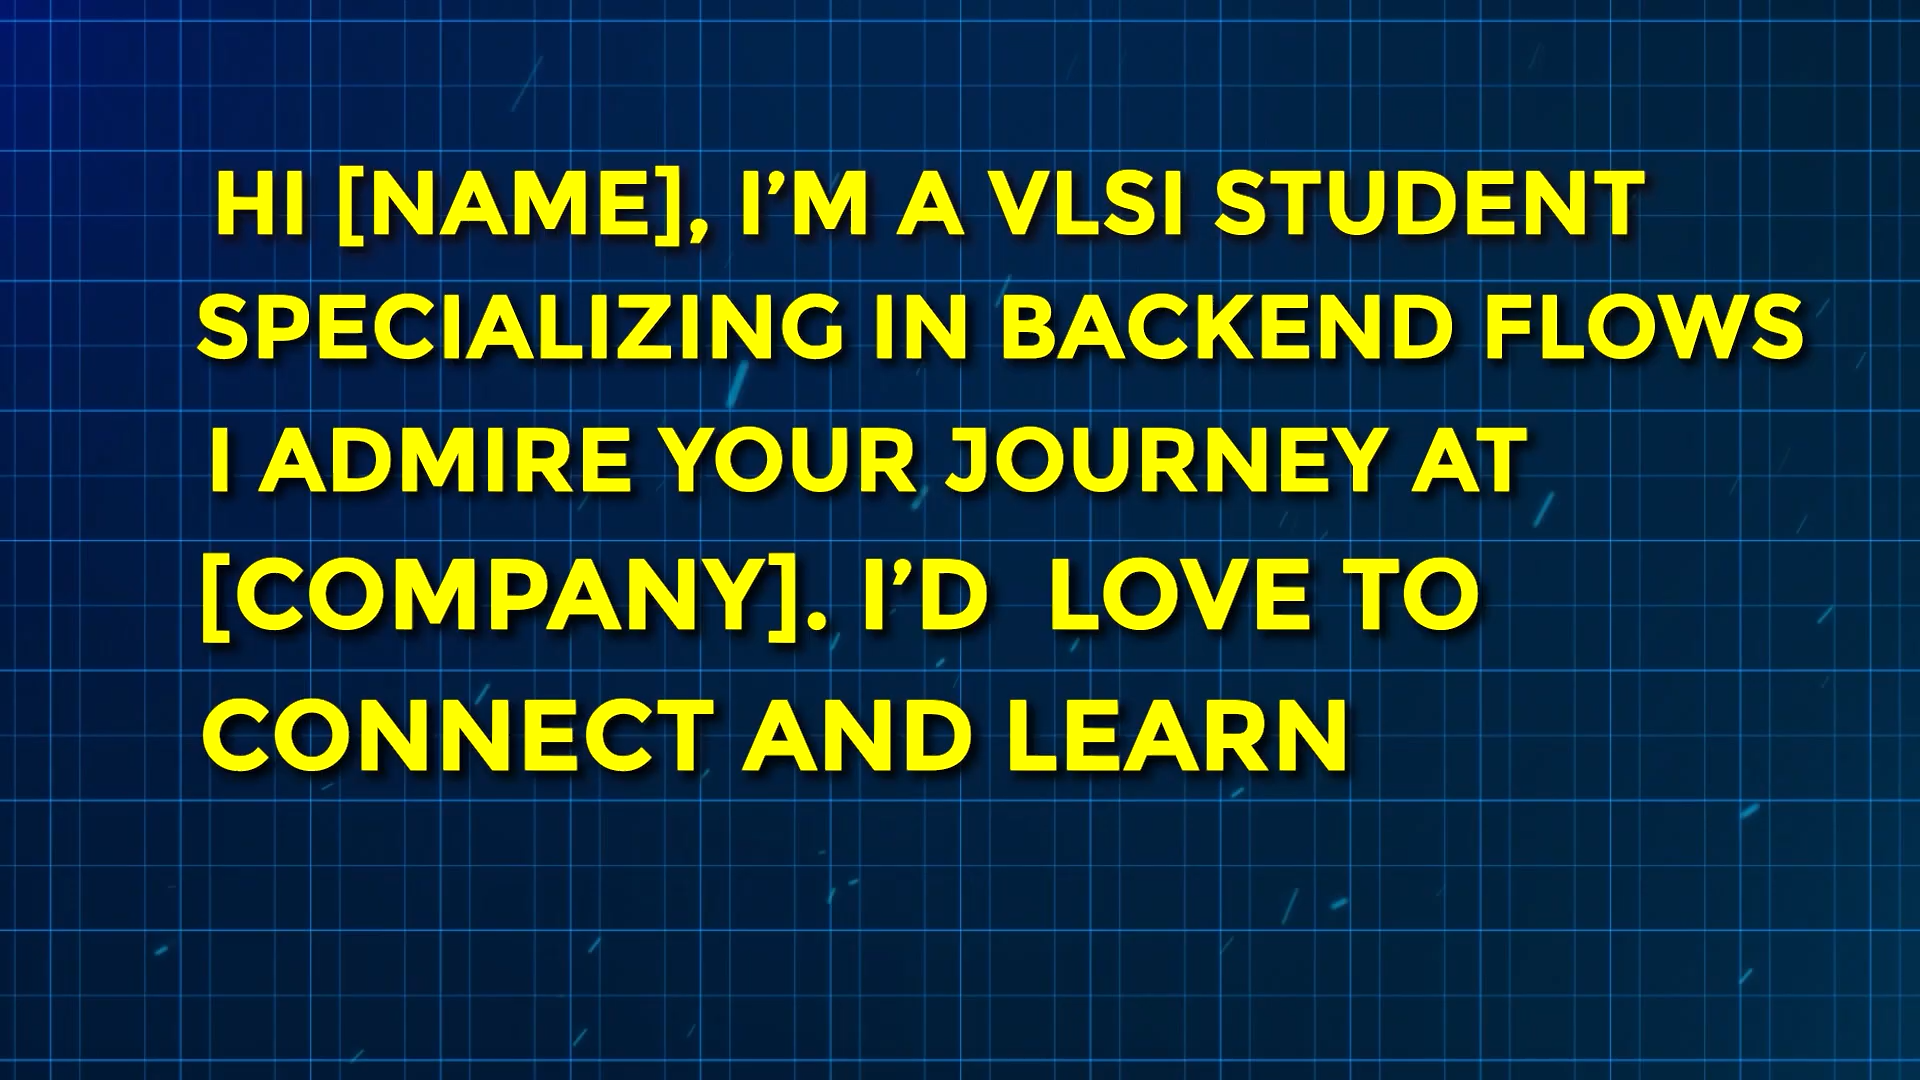 HI [NAME], I’M A VLSI STUDENT
SPECIALIZING IN BACKEND FLOWS
I ADMIRE YOUR JOURNEY AT
[COMPANY]. I’D  LOVE TO
CONNECT AND LEARN